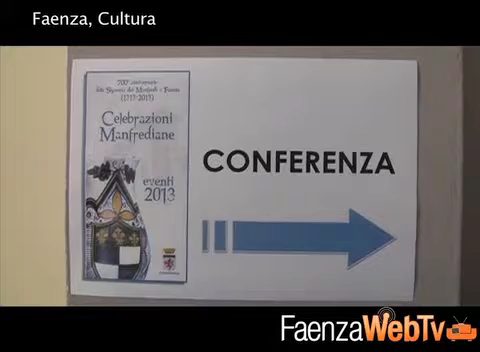 Faenza, Cultura
700° anniversario
della Signoria dei Manfredi a Faenza
(1313-2013)
Celebrazioni
Manfrediane
eventi
2013
CONFERENZA
FaenzaWebTv